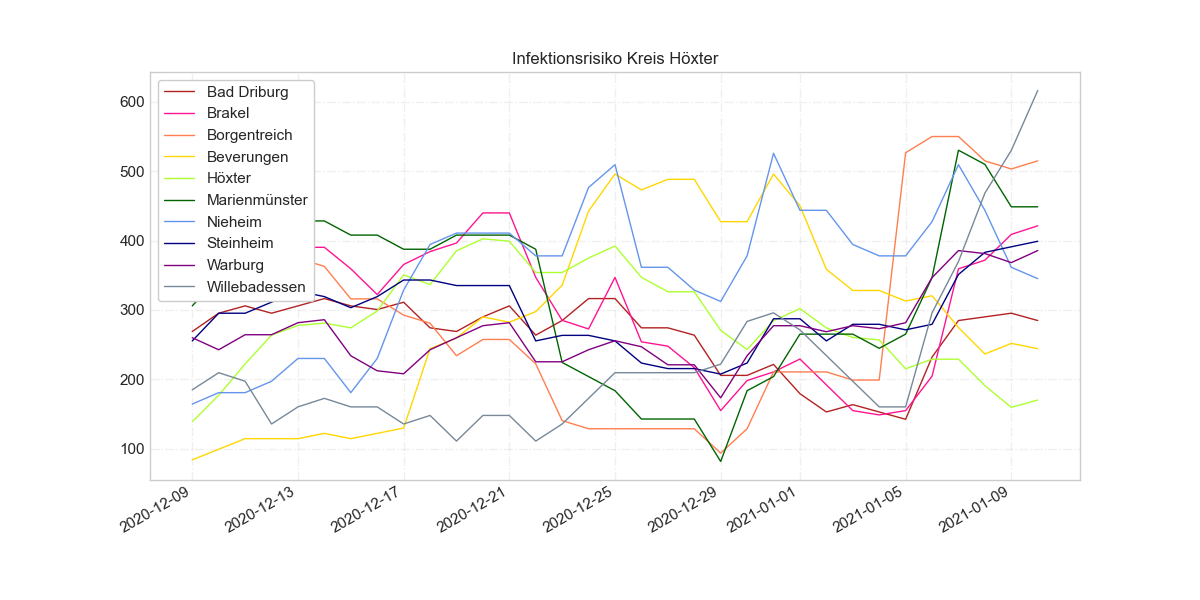 Infektionsrisiko Kreis Höxter
Bad Driburg
Brakel
Borgentreich
Beverungen
Höxter
Marienmünster
Nieheim
Steinheim
Warburg
Willebadessen
600
500
400
300
200
100
2020-12-09
2020-12-13
2020-12-17
2020-12-21
2020-12-25
2020-12-29
2021-01-01
2021-01-05
2021-01-09